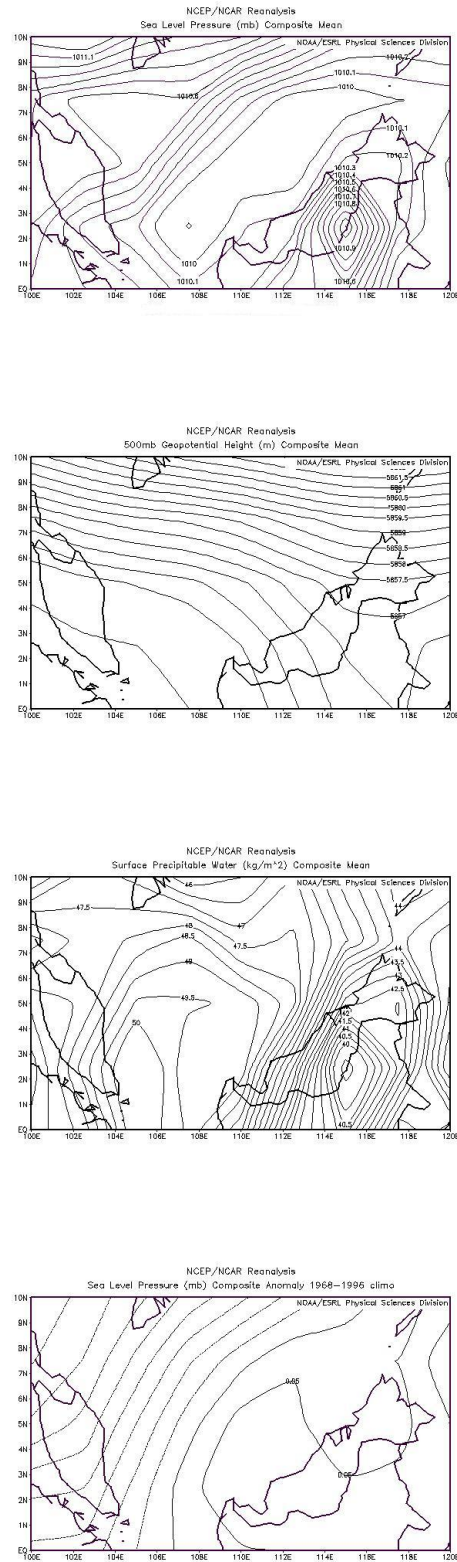 NCEP/NCAR Reanalysis
Sea Level Pressure (mb) Composite Mean
NOAA/ESRL Physical Sciences Division
10N
9N
8N
7N
6N
5N
4N
3N
2N
1N
EQ
1011.1
1010.6
1010.1
1010
1010.1
1010.2
1010.3
1010.4
1010.5
1010.6
1010.7
1010.8
1010.9
1010
1010.1
100E 102E 104E 106E 108E 110E 112E 114E 116E 118E 120E
NCEP/NCAR Reanalysis
500mb Geopotential Height (m) Composite Mean
NOAA/ESRL Physical Sciences Division
10N
9N
8N
7N
6N
5N
4N
3N
2N
1N
EQ
5861.5
5861
5860.5
5860
5859.5
5859
5858.5
5858
5857.5
5857
100E 102E 104E 106E 108E 110E 112E 114E 116E 118E 120E
NCEP/NCAR Reanalysis
Surface Precipitable Water (kg/m^2) Composite Mean
NOAA/ESRL Physical Sciences Division
10N
9N
8N
7N
6N
5N
4N
3N
2N
1N
EQ
46
47.5
44
48
47
48.5
47.5
44
49
43.5
43
42.5
49.5
42
50
41.5
41
40.5
40
40.5
100E 102E 104E 106E 108E 110E 112E 114E 116E 118E 120E
NCEP/NCAR Reanalysis
Sea Level Pressure (mb) Composite Anomaly 1968-1996 climo
NOAA/ESRL Physical Sciences Division
10N
9N
8N
7N
6N
5N
4N
3N
2N
1N
EQ
0.05
0.05
100E 102E 104E 106E 108E 110E 112E 114E 116E 118E 120E